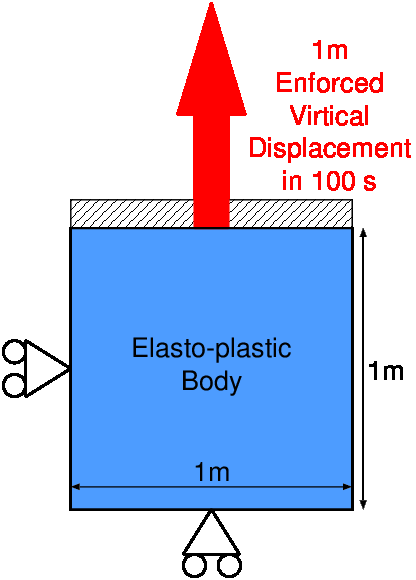 1m
Enforced
Virtical
Displacement
in 100 s
Elasto-plastic
Body
1m
1m